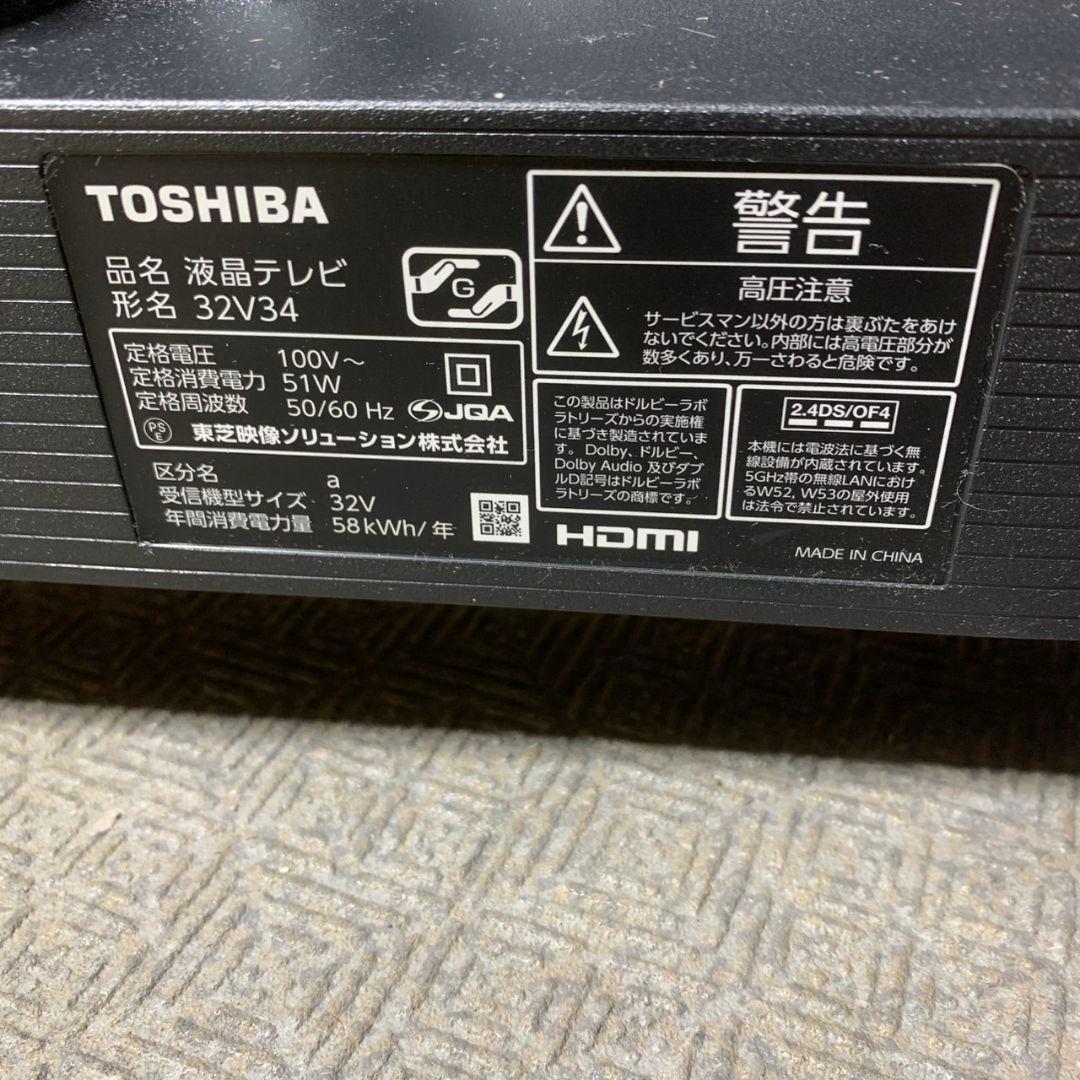 TOSHIBA
品名 液晶テレビ
形名 32V34
G
定格電圧 100V～
定格消費電力 51W
定格周波数 50/60 Hz
JQA
PS
E
東芝映像ソリューション株式会社
区分名 a
受信機型サイズ 32V
年間消費電力量 58kWh/年
警告
高圧注意
サービスマン以外の方は裏ぶたをあけ
ないでください。内部には高電圧部分が
数多くあり、万一さわると危険です。
この製品はドルビーラボ
ラトリーズからの実施権
に基づき製造されていま
す。Dolby、ドルビー、
Dolby Audio 及びダブ
ルD記号はドルビーラボ
ラトリーズの商標です。
2.4DS/OF4
本機には電波法に基づく無
線設備が内蔵されています。
5GHz帯の無線LANにおけ
るW52, W53の屋外使用
は法令で禁止されています。
HDMI
MADE IN CHINA